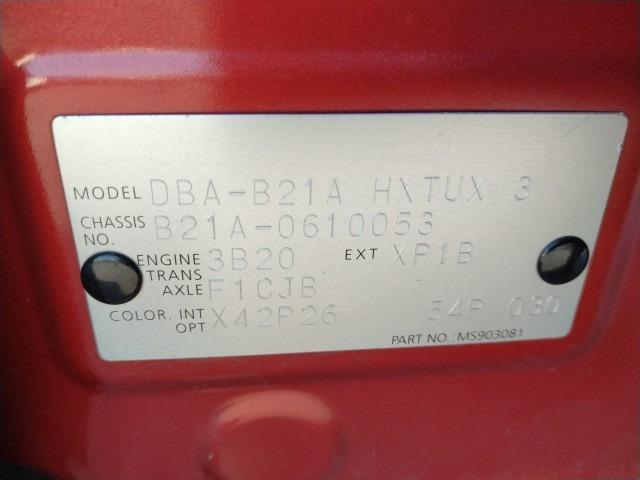 MODEL DBA-B21A HXTUX 3
CHASSIS NO. B21A-0610053
ENGINE 3B20 EXT XP1B
TRANS AXLE F1CJB
COLOR. INT OPT X42P26 54P 030
PART NO.: MS903081